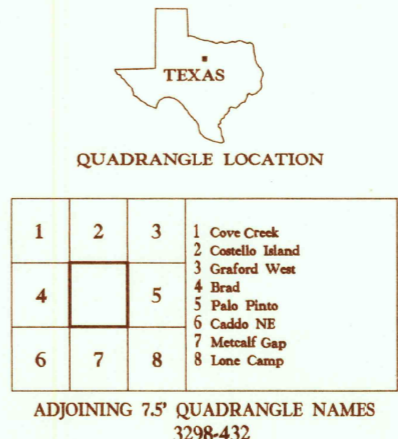 TEXAS
QUADRANGLE LOCATION
1 2 3
4 5
6 7 8
1 Cove Creek
2 Costello Island
3 Graford West
4 Brad
5 Palo Pinto
6 Caddo NE
7 Metcalf Gap
8 Lone Camp
ADJOINING 7.5' QUADRANGLE NAMES
3298-432